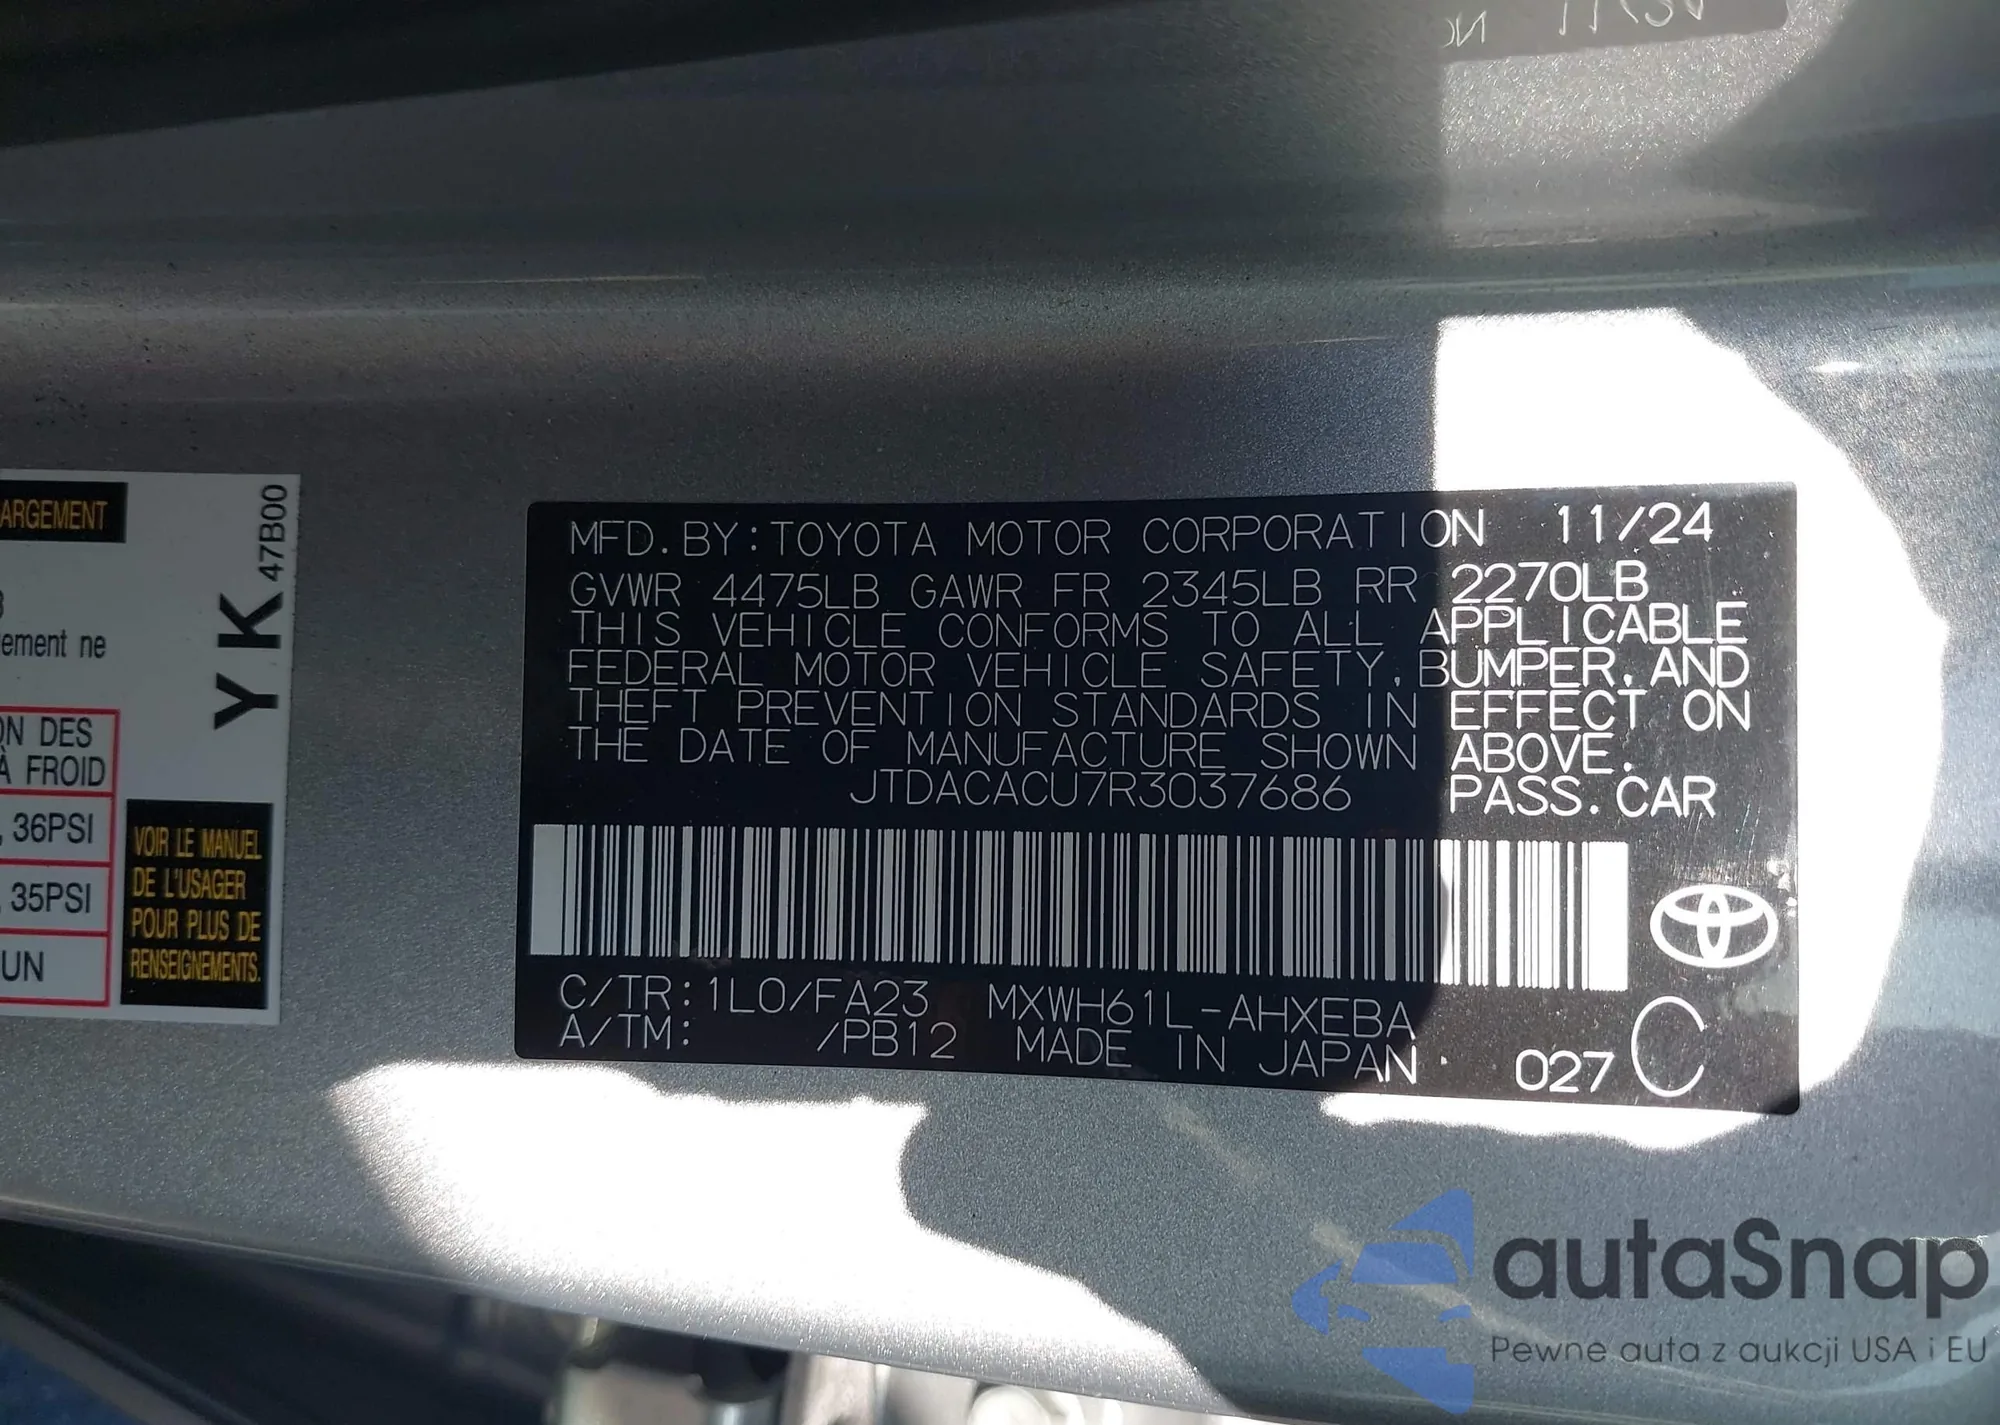 ARGEMENT
47B00
YK
ement ne
ON DES
À FROID
, 36PSI
, 35PSI
UN
VOIR LE MANUEL
DE L'USAGER
POUR PLUS DE
RENSEIGNEMENTS.
MFD.BY:TOYOTA MOTOR CORPORATION 11/24
GVWR 4475LB GAWR FR 2345LB RR 2270LB
THIS VEHICLE CONFORMS TO ALL APPLICABLE
FEDERAL MOTOR VEHICLE SAFETY,BUMPER,AND
THEFT PREVENTION STANDARDS IN EFFECT ON
THE DATE OF MANUFACTURE SHOWN ABOVE.
JTDACACU7R3037686 PASS.CAR
C/TR:1L0/FA23 MXWH61L-AHXEBA
A/TM: /PB12 MADE IN JAPAN 027 C
autaSnap
Pewne auta z aukcji USA i EU